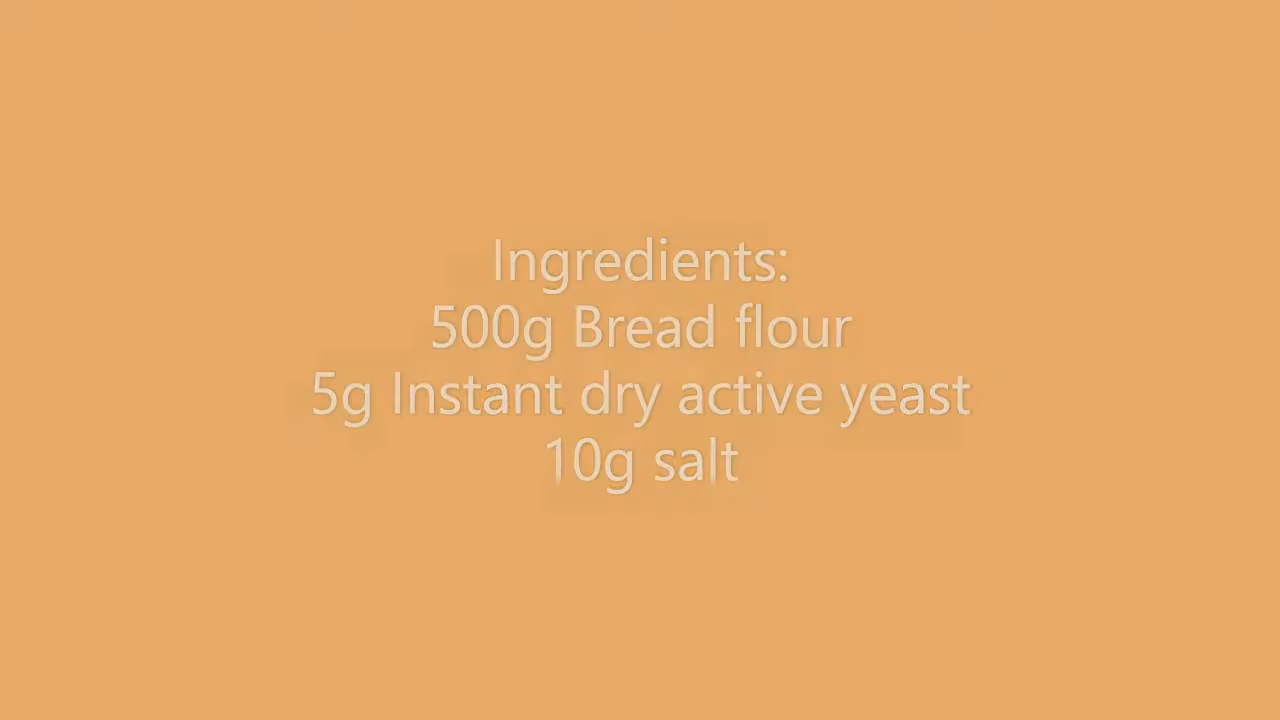 Ingredients:
500g Bread flour
5g Instant dry active yeast
10g salt